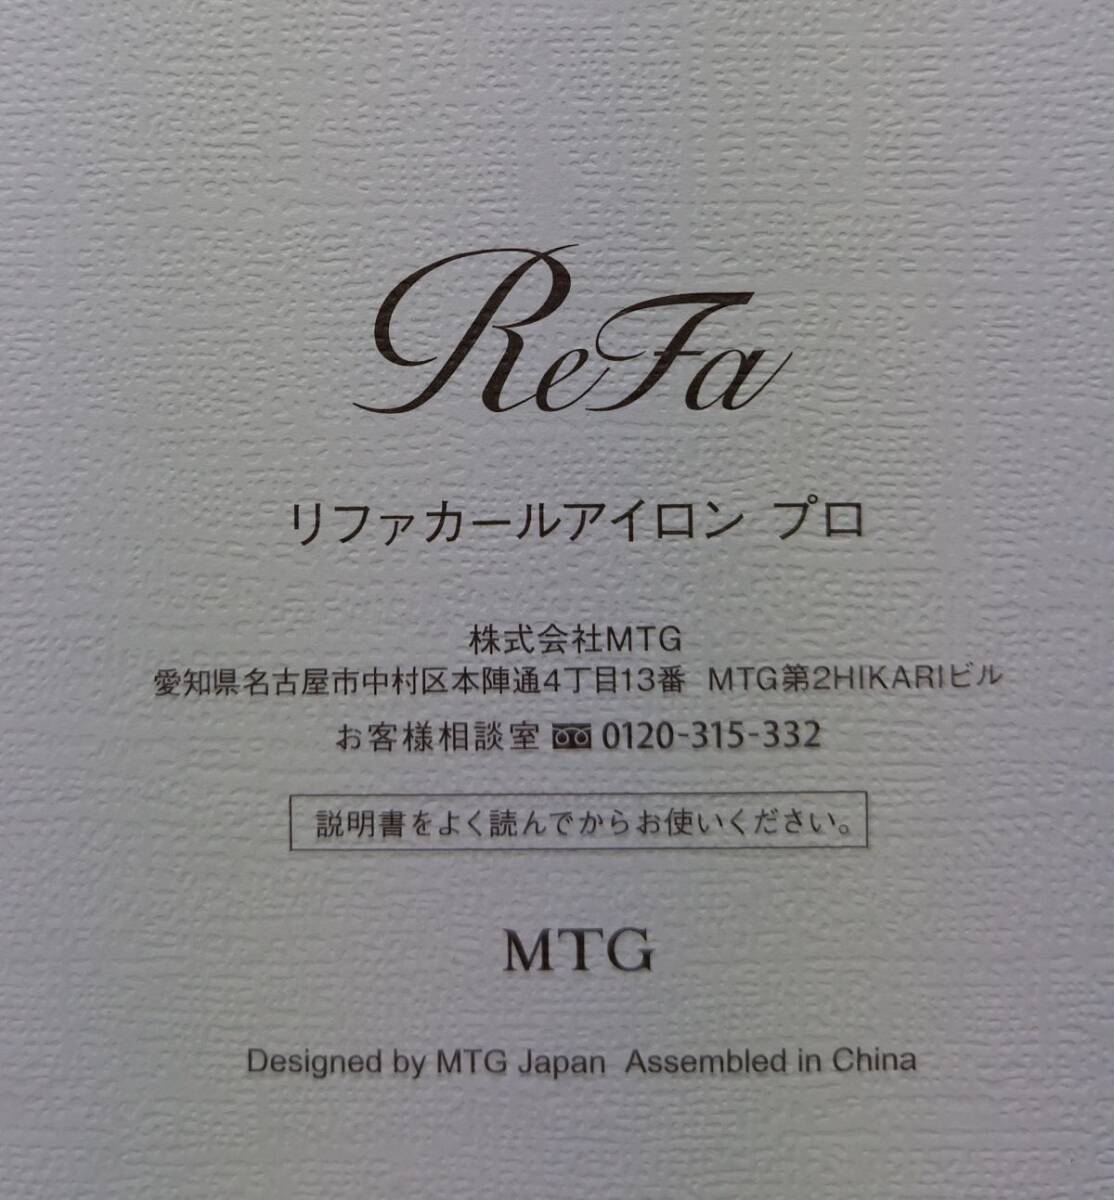 ReFa
リファカールアイロン プロ
株式会社MTG
愛知県名古屋市中村区本陣通4丁目13番 MTG第2HIKARIビル
お客様相談室 0120-315-332
説明書をよく読んでからお使いください。
MTG
Designed by MTG Japan Assembled in China